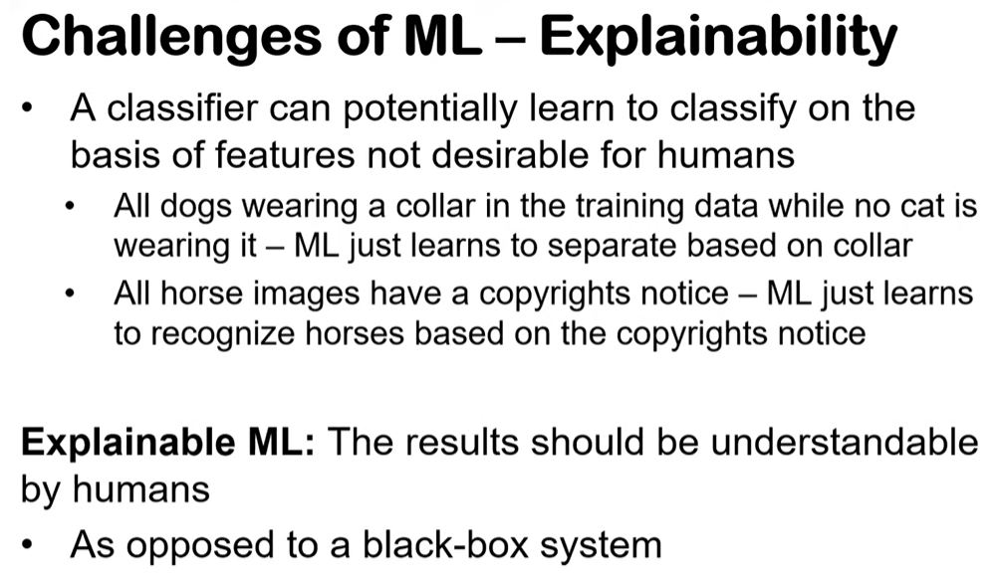 Challenges of ML – Explainability
• A classifier can potentially learn to classify on the
basis of features not desirable for humans
• All dogs wearing a collar in the training data while no cat is
wearing it – ML just learns to separate based on collar
• All horse images have a copyrights notice – ML just learns
to recognize horses based on the copyrights notice
Explainable ML: The results should be understandable
by humans
• As opposed to a black-box system